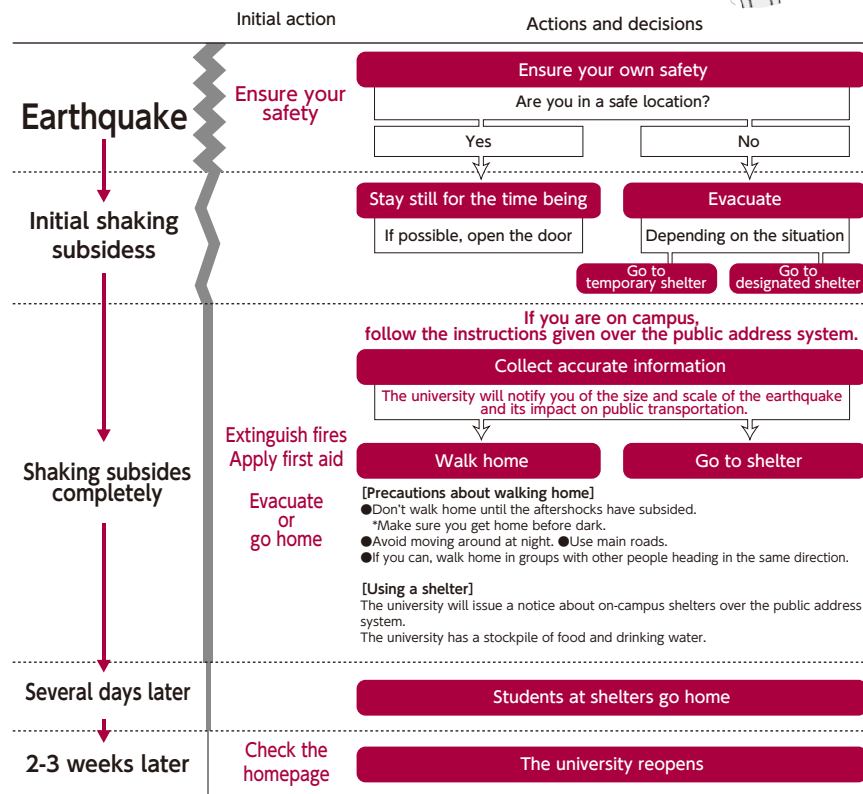 Initial action
Actions and decisions
Earthquake
Ensure your
safety
Ensure your own safety
Are you in a safe location?
Yes
No
Initial shaking
subsidess
Stay still for the time being
Evacuate
If possible, open the door
Depending on the situation
Go to
temporary shelter
Go to
designated shelter
If you are on campus,
follow the instructions given over the public address system.
Collect accurate information
The university will notify you of the size and scale of the earthquake
and its impact on public transportation.
Shaking subsides
completely
Extinguish fires
Apply first aid
Evacuate
or
go home
Walk home
Go to shelter
[Precautions about walking home]
●Don't walk home until the aftershocks have subsided.
*Make sure you get home before dark.
●Avoid moving around at night. ●Use main roads.
●If you can, walk home in groups with other people heading in the same direction.
[Using a shelter]
The university will issue a notice about on-campus shelters over the public address
system.
The university has a stockpile of food and drinking water.
Several days later
Students at shelters go home
2-3 weeks later
Check the
homepage
The university reopens